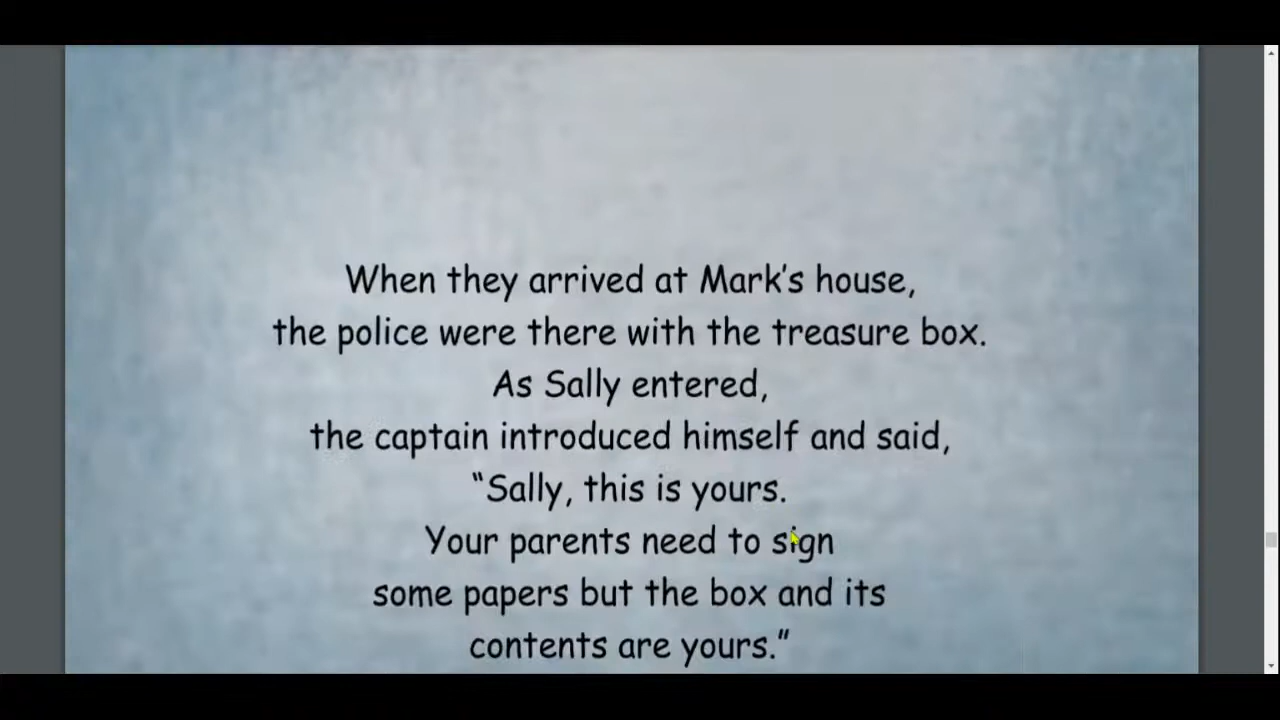 When they arrived at Mark's house,
the police were there with the treasure box.
As Sally entered,
the captain introduced himself and said,
“Sally, this is yours.
Your parents need to sign
some papers but the box and its
contents are yours.”